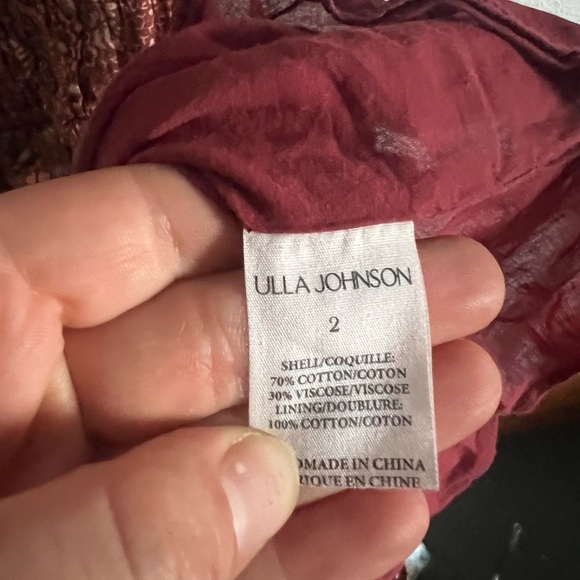 ULLA JOHNSON
2
SHELL/COQUILLE:
70% COTTON/COTON
30% VISCOSE/VISCOSE
LINING/DOUBLURE:
100% COTTON/COTON
MADE IN CHINA
EN CHINE